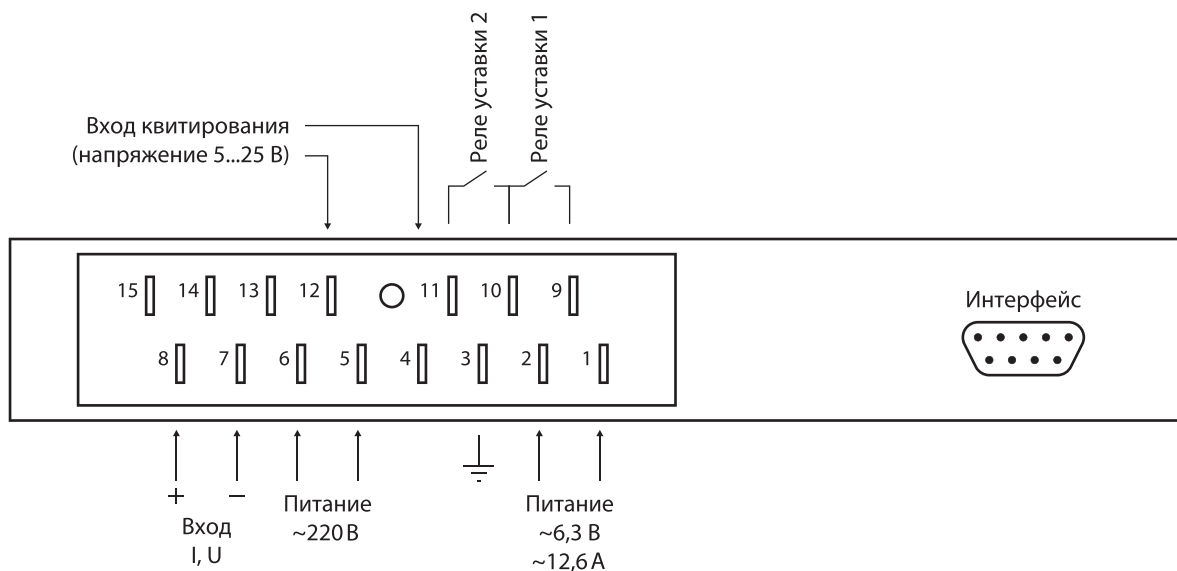 Реле уставки 2
Реле уставки 1
Вход квитирования
(напряжение 5...25 В)
15 14 13 12 11 10 9
Интерфейс
8 7 6 5 4 3 2 1
+ −
Вход
I, U
Питание
~220 В
Питание
~6,3 В
~12,6 А